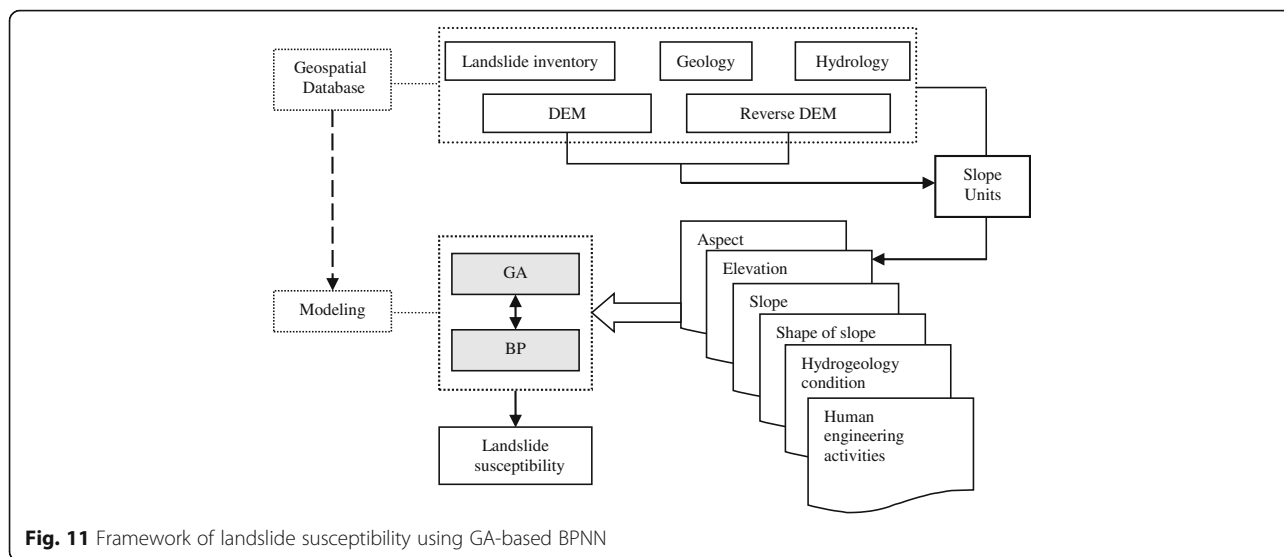 Geospatial
Database
Landslide inventory
Geology
Hydrology
DEM
Reverse DEM
Slope
Units
Aspect
Elevation
Slope
Shape of slope
Hydrogeology
condition
Human
engineering
activities
Modeling
GA
BP
Landslide
susceptibility
Fig. 11 Framework of landslide susceptibility using GA-based BPNN